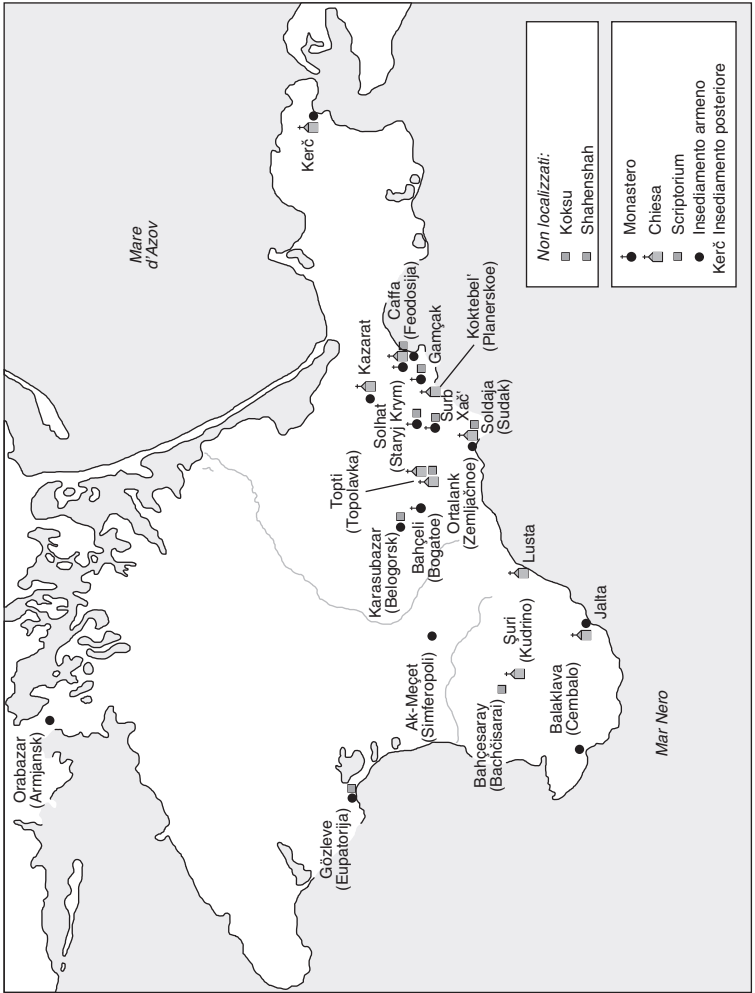 Mare
d'Azov
Kerč
Orabazar
(Armjansk)
Kazarat
Caffa
(Feodosija)
Gamçak
Koktebel'
(Planerskoe)
Solhat
(Staryj Krym)
Surb
Xač'
Soldaja
(Sudak)
Topti
(Topolavka)
Ortalank
(Zemljačnoe)
Karasubazar
(Belogorsk)
Bahçeli
(Bogatoe)
Lusta
Jalta
Şuri
(Kudrino)
Ak-Meçet
(Simferopoli)
Bahçesaray
(Bachčisarai)
Balaklava
(Cembalo)
Gözleve
(Eupatorija)
Mar Nero
Non localizzati:
Koksu
Shahenshah
Monastero
Chiesa
Scriptorium
Insediamento armeno
Kerč Insediamento posteriore